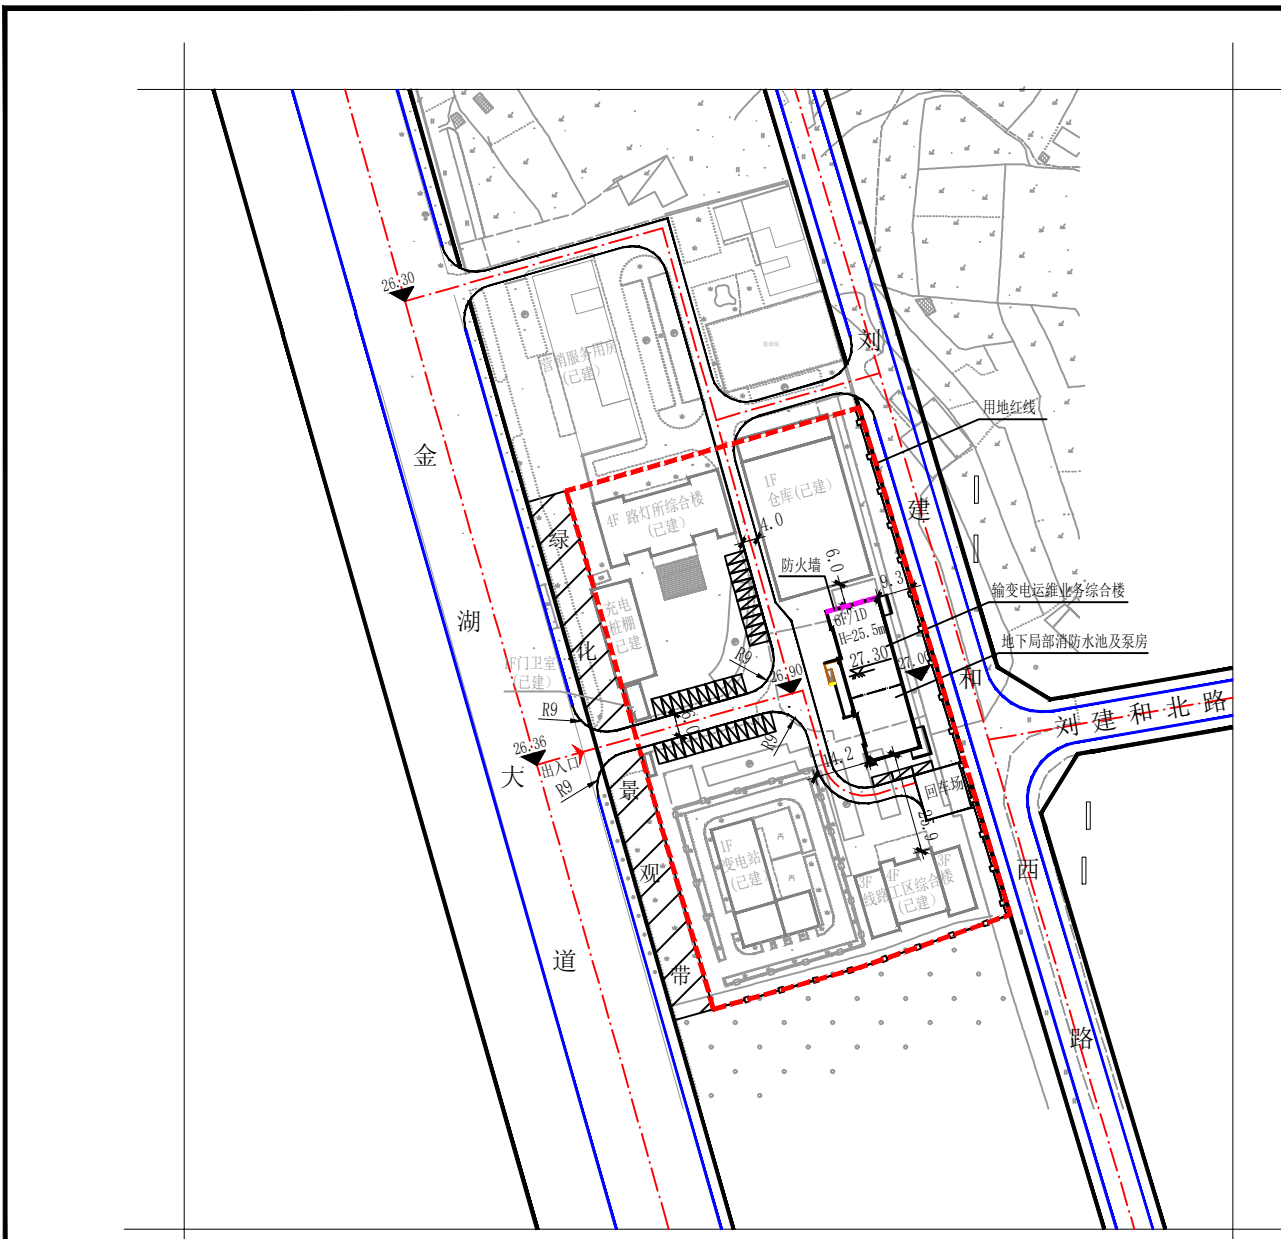 26.30
刘
营销服务用房
(已建)
用地红线
金
1F
仓库(已建)
4F 路灯所综合楼
(已建)
建
4.0
绿
防火墙
6.0
9.3
输变电运维业务综合楼
充电
桩棚
已建
6F/1D
H=25.5m
湖
地下局部消防水池及泵房
化
27.30
27.00
1F门卫室
(已建)
R9
26.90
和
R9
刘建和北路
R9
26.36
出入口
14.2
大
R9
景
回车场
25.9
1F
变电站
(已建
观
3F
4F
3F
线路工区综合楼
(已建)
西
道
带
路